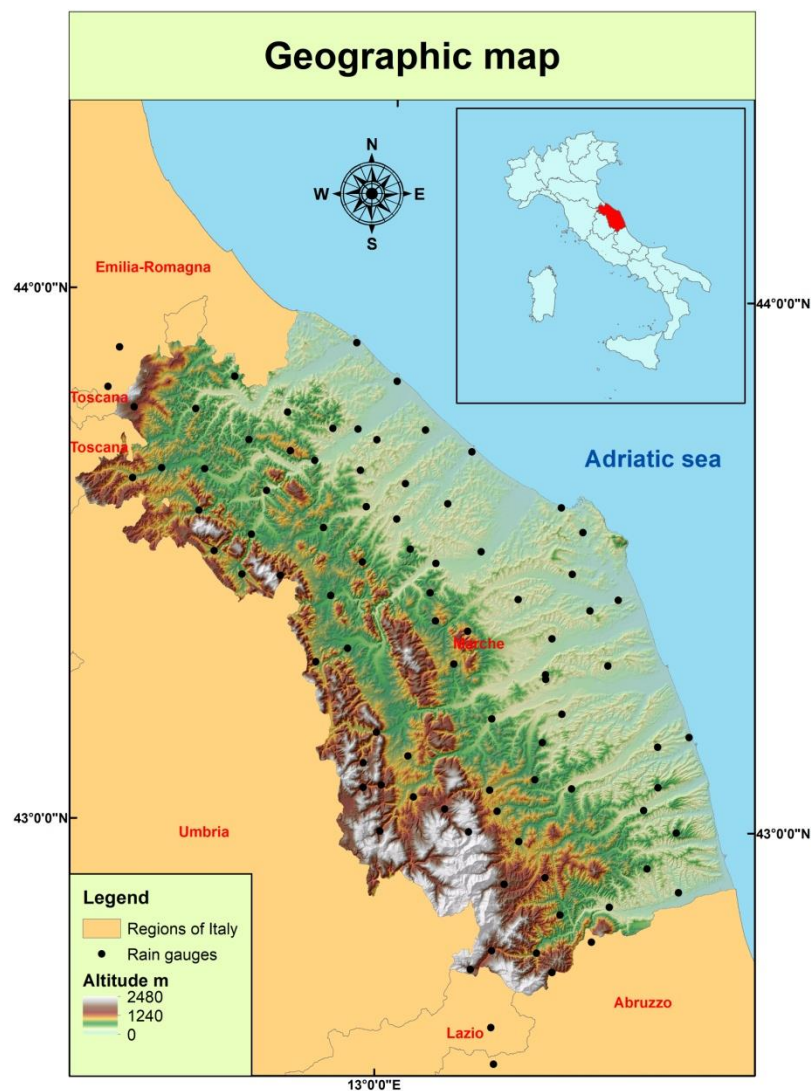 Geographic map
N
W
E
S
Emilia-Romagna
44°0'0"N
44°0'0"N
Toscana
Toscana
Adriatic sea
Marche
43°0'0"N
43°0'0"N
Umbria
Legend
Regions of Italy
Rain gauges
Altitude m
2480
1240
0
Abruzzo
Lazio
13°0'0"E